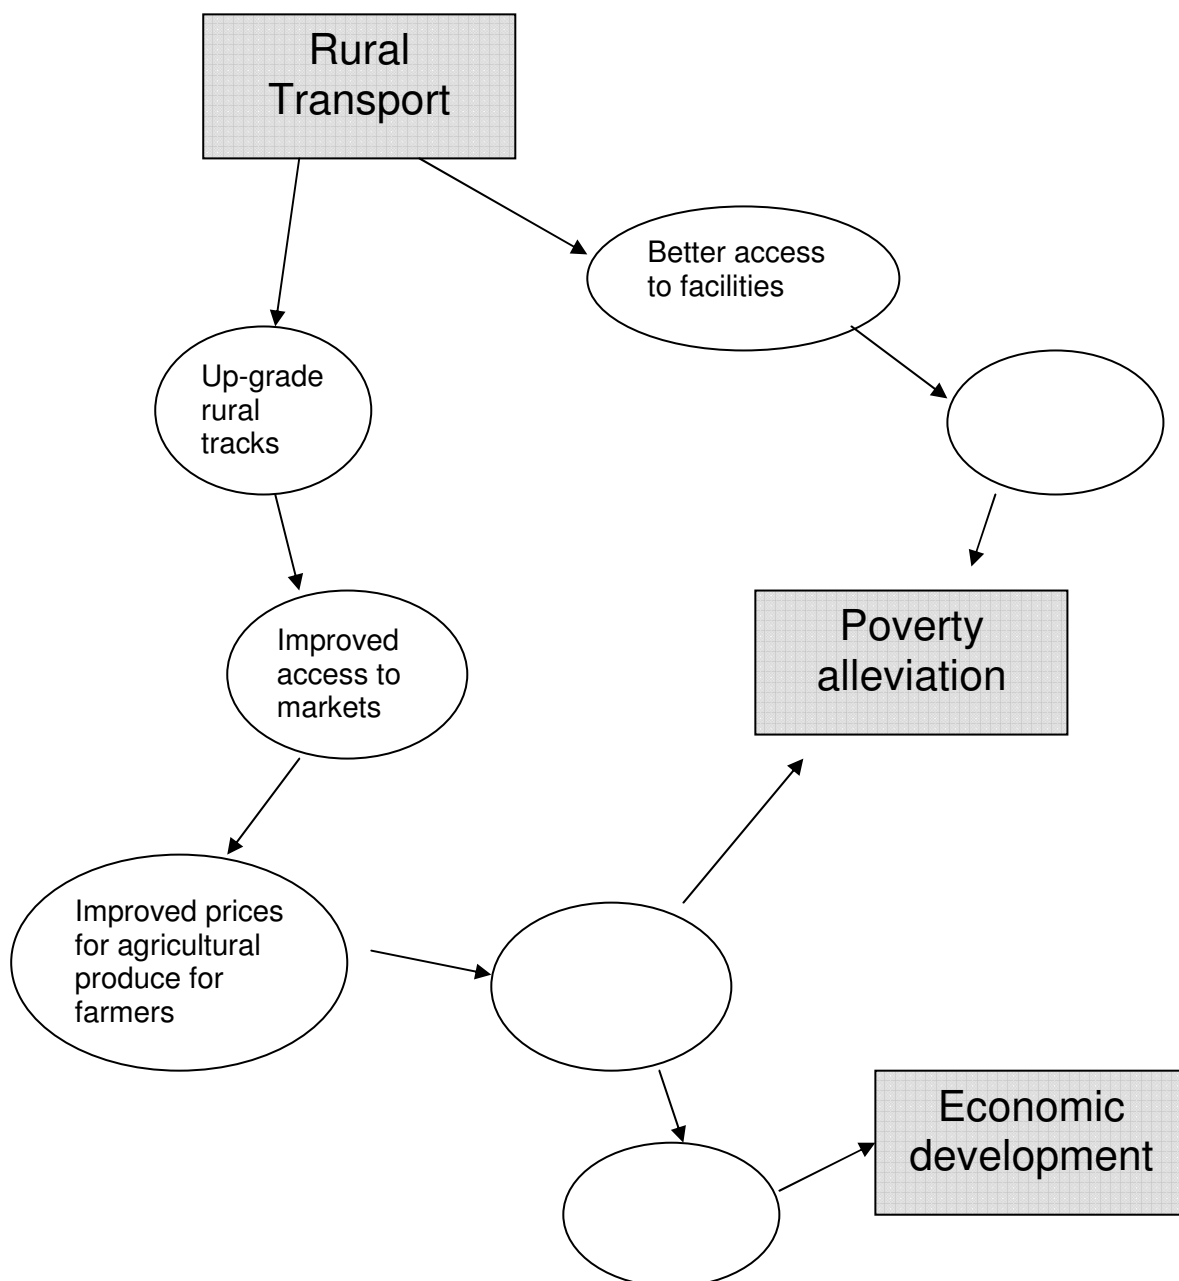 Rural
Transport
Better access
to facilities
Up-grade
rural
tracks
Improved
access to
markets
Poverty
alleviation
Improved prices
for agricultural
produce for
farmers
Economic
development